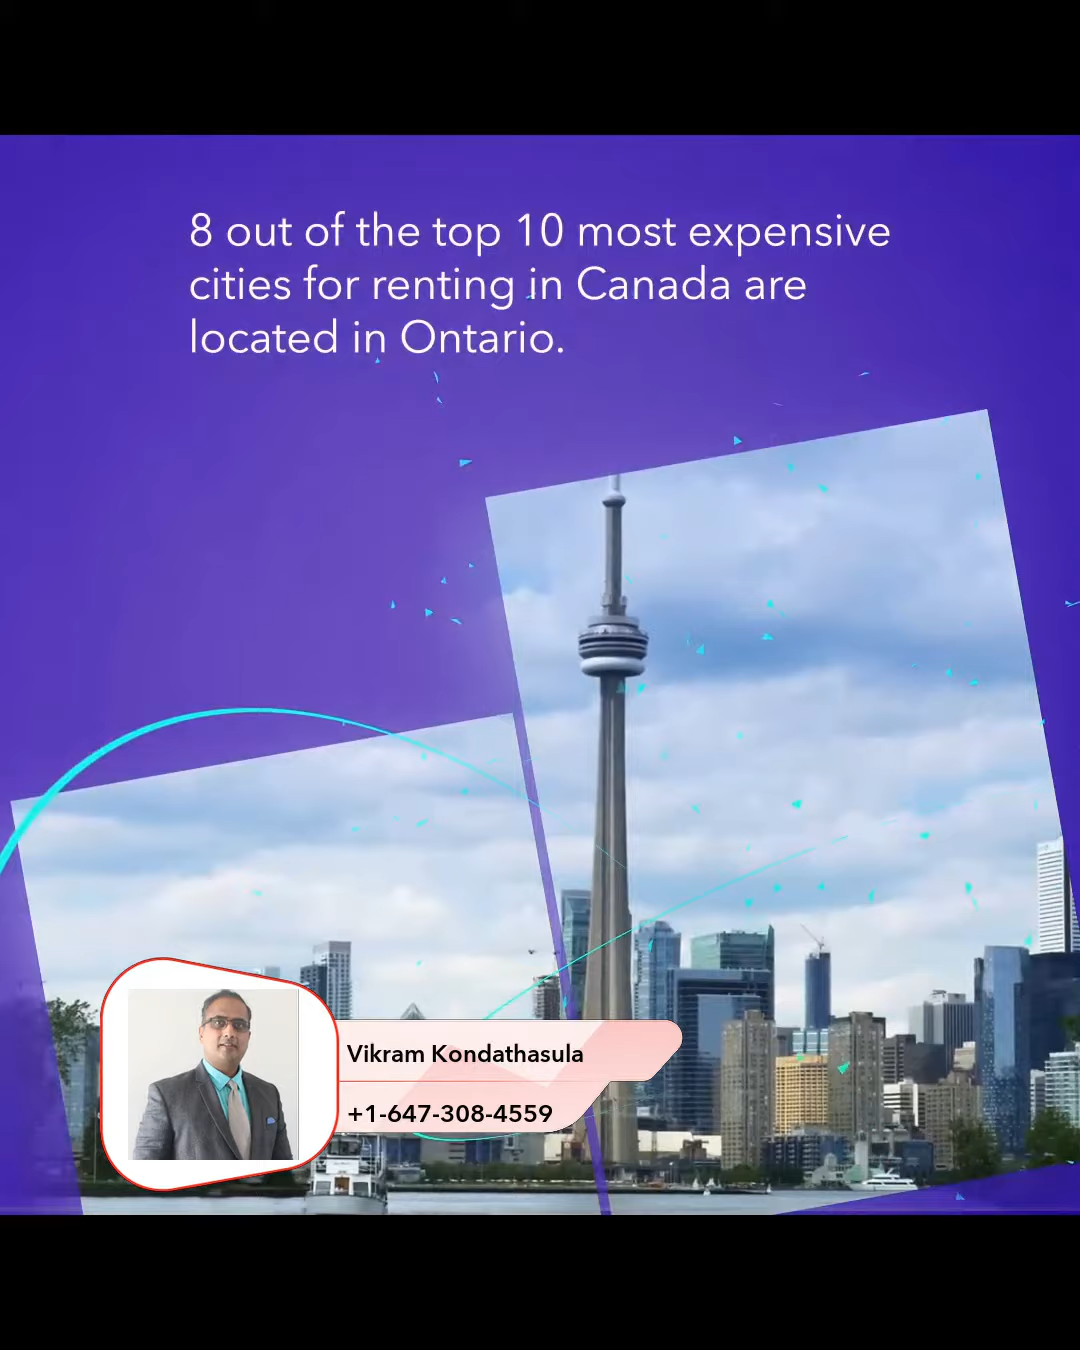 8 out of the top 10 most expensive
cities for renting in Canada are
located in Ontario.
Vikram Kondathasula
+1-647-308-4559